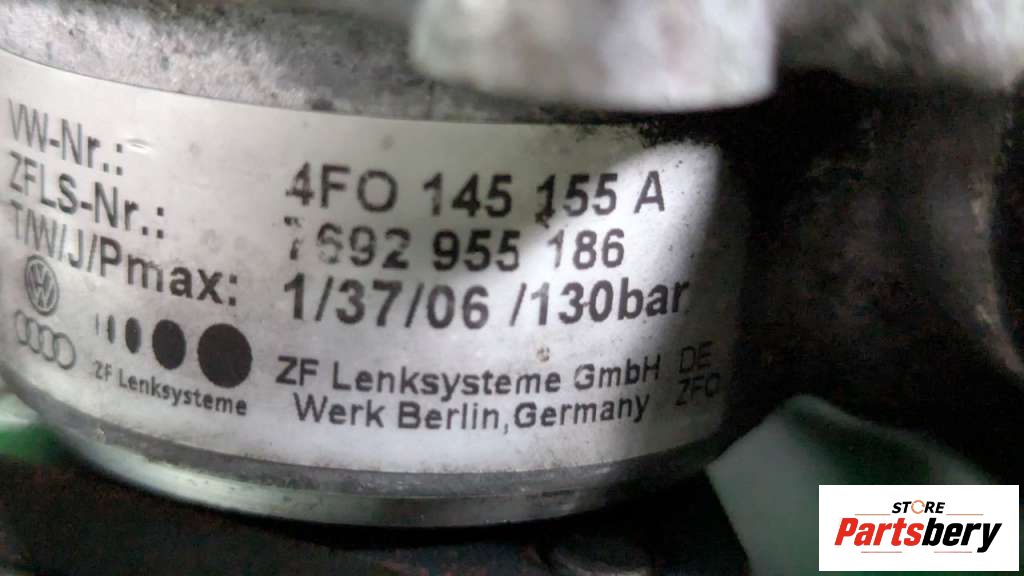 VW-Nr.: 4FO 145 155 A
ZFLS-Nr.: 7692 955 186
T/W/J/Pmax: 1/37/06 /130bar
ZF Lenksysteme
ZF Lenksysteme GmbH DE
Werk Berlin, Germany ZFO
STORE
Partsbery